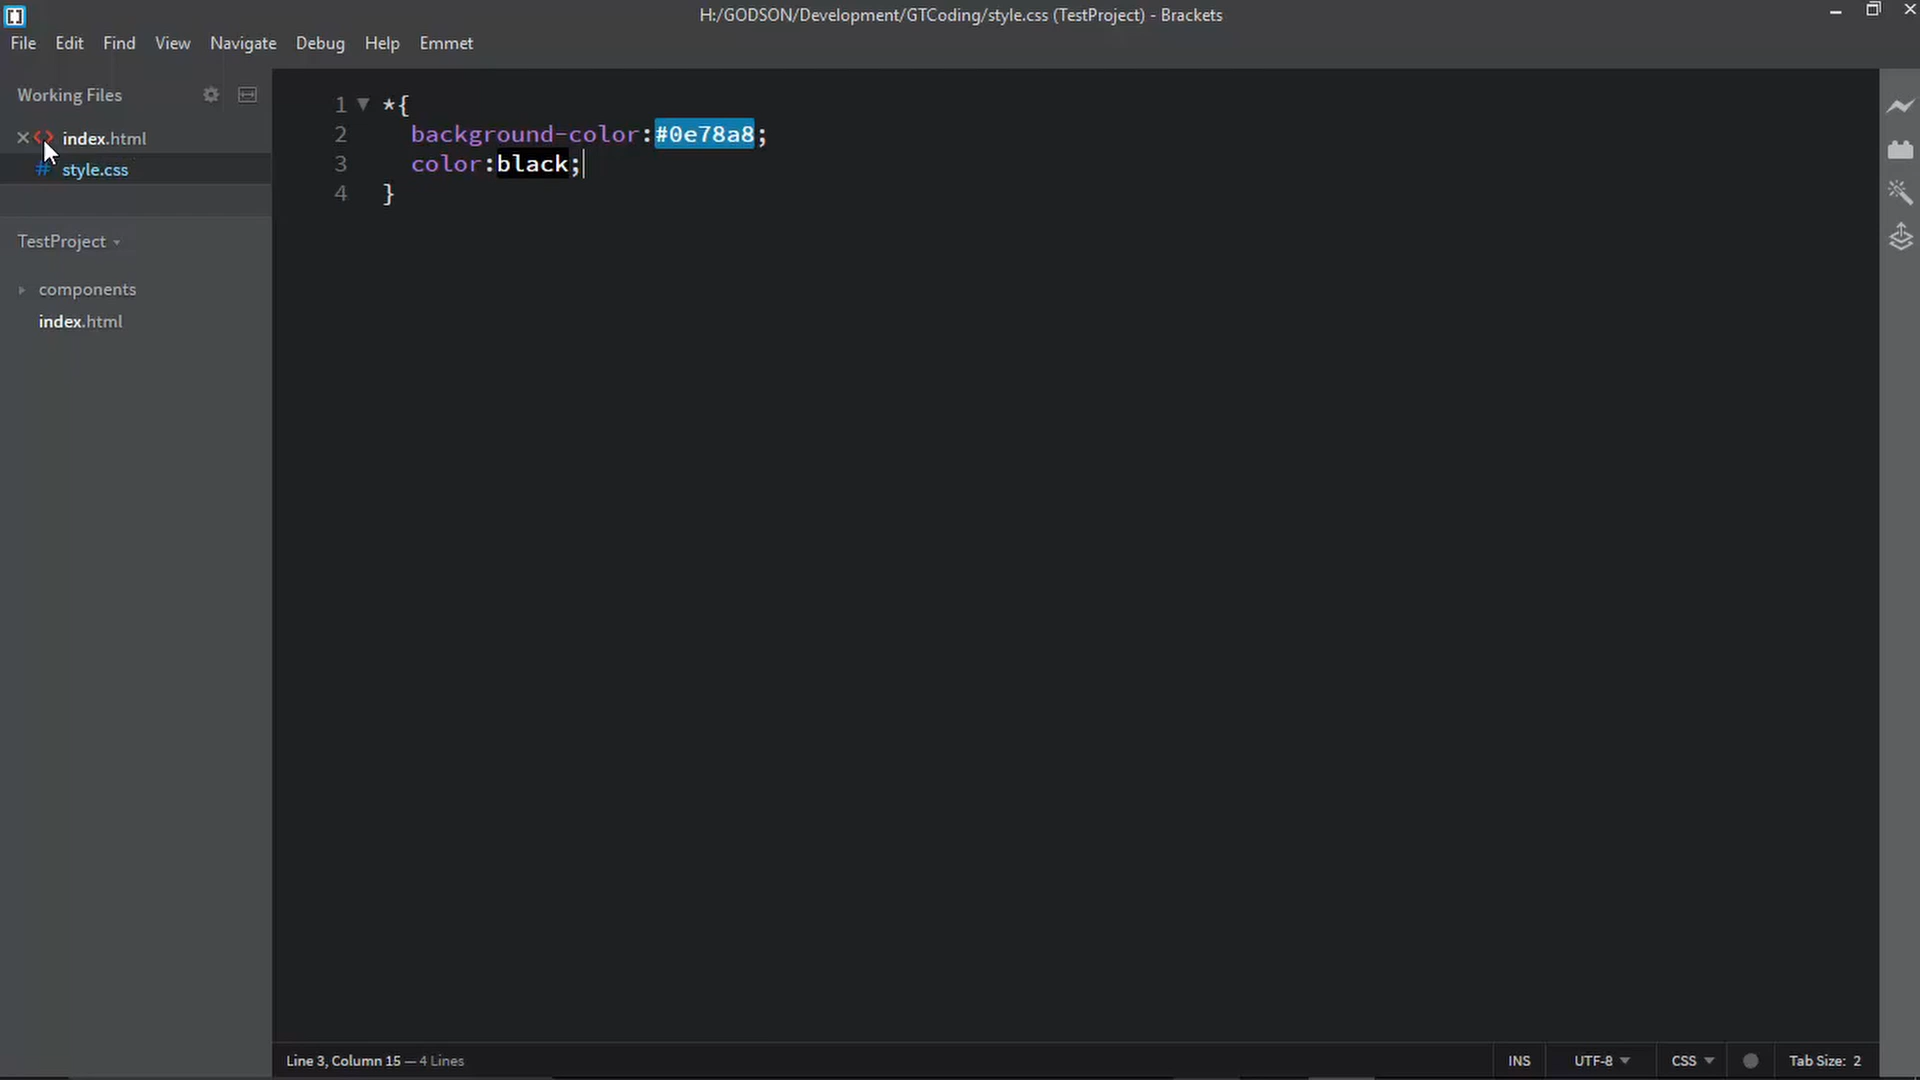 H:/GODSON/Development/GTCoding/style.css (TestProject) - Brackets
File Edit Find View Navigate Debug Help Emmet
Working Files
index.html
style.css
TestProject
components
index.html
1 *{
2 background-color:#0e78a8;
3 color:black;
4 }
Line 3, Column 15 — 4 Lines
INS UTF-8 CSS Tab Size: 2